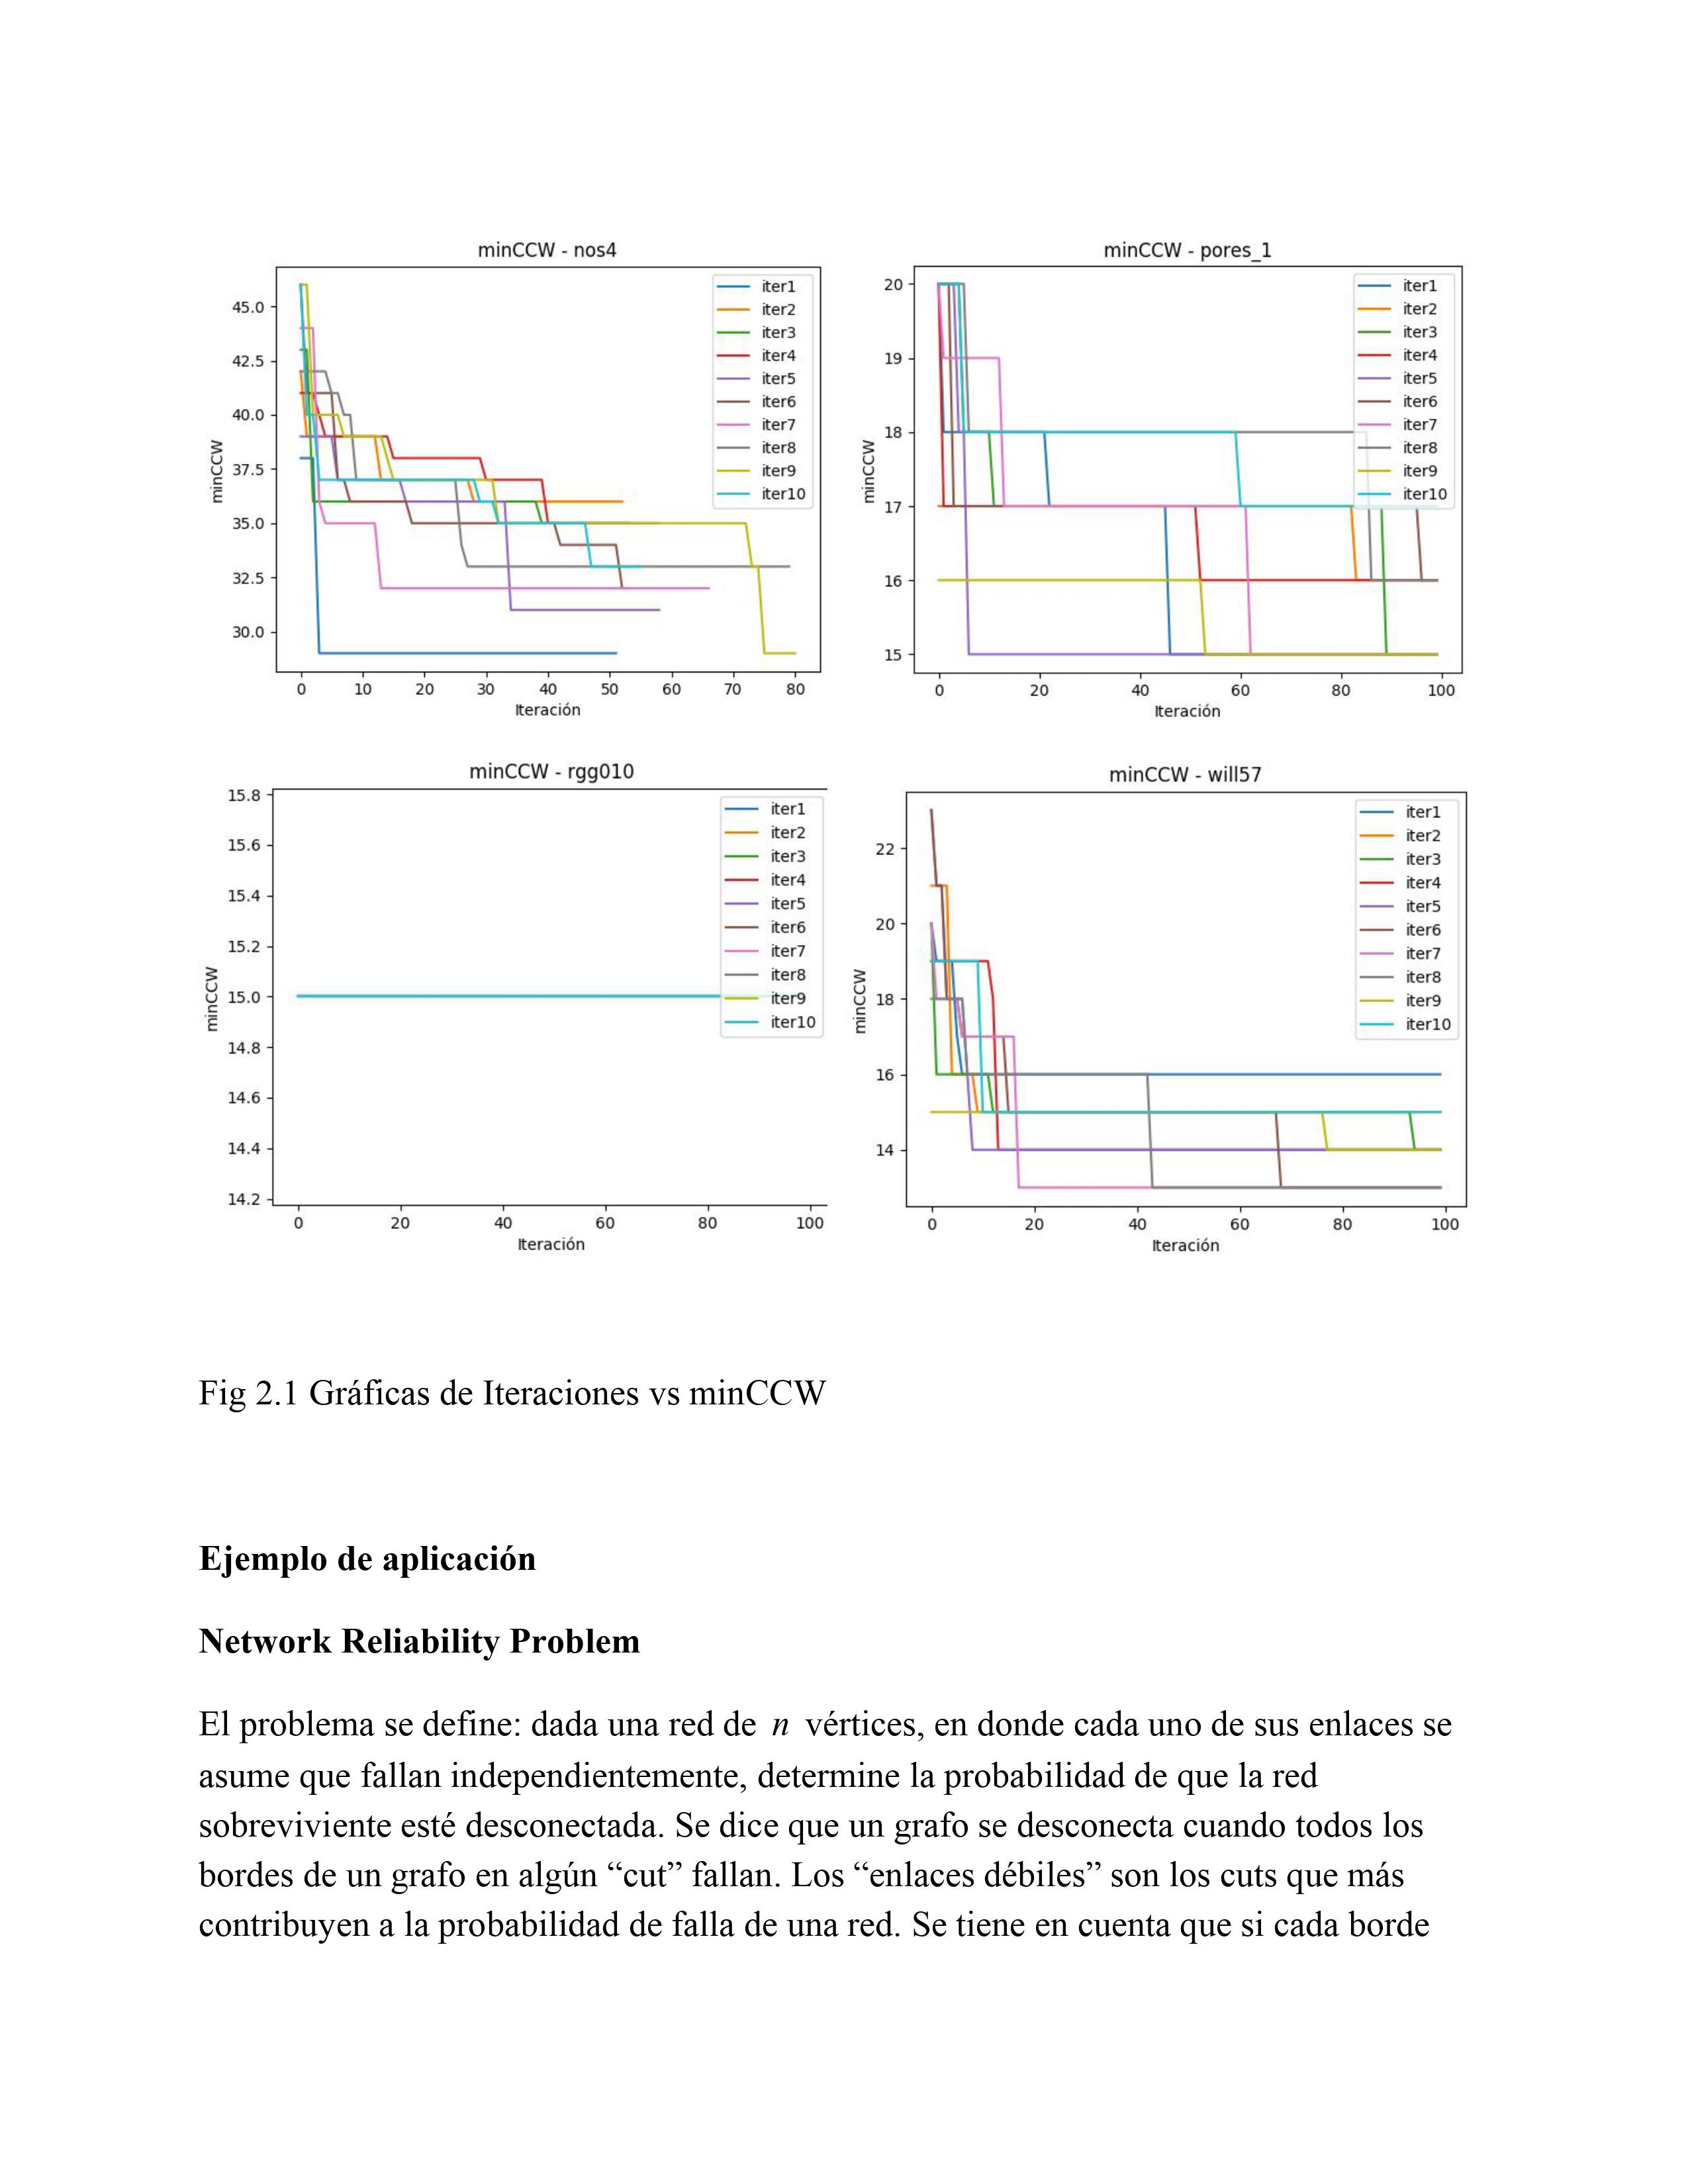 minCCW - nos4
45.0
42.5
40.0
37.5
35.0
32.5
30.0
minCCW
0 10 20 30 40 50 60 70 80
Iteración
iter1
iter2
iter3
iter4
iter5
iter6
iter7
iter8
iter9
iter10
minCCW - pores_1
20
19
18
17
16
15
minCCW
0 20 40 60 80 100
Iteración
iter1
iter2
iter3
iter4
iter5
iter6
iter7
iter8
iter9
iter10
minCCW - rgg010
15.8
15.6
15.4
15.2
15.0
14.8
14.6
14.4
14.2
minCCW
0 20 40 60 80 100
Iteración
iter1
iter2
iter3
iter4
iter5
iter6
iter7
iter8
iter9
iter10
minCCW - will57
22
20
18
16
14
minCCW
0 20 40 60 80 100
Iteración
iter1
iter2
iter3
iter4
iter5
iter6
iter7
iter8
iter9
iter10
Fig 2.1 Gráficas de Iteraciones vs minCCW
Ejemplo de aplicación
Network Reliability Problem
El problema se define: dada una red de n vértices, en donde cada uno de sus enlaces se
asume que fallan independientemente, determine la probabilidad de que la red
sobreviviente esté desconectada. Se dice que un grafo se desconecta cuando todos los
bordes de un grafo en algún “cut” fallan. Los “enlaces débiles” son los cuts que más
contribuyen a la probabilidad de falla de una red. Se tiene en cuenta que si cada borde